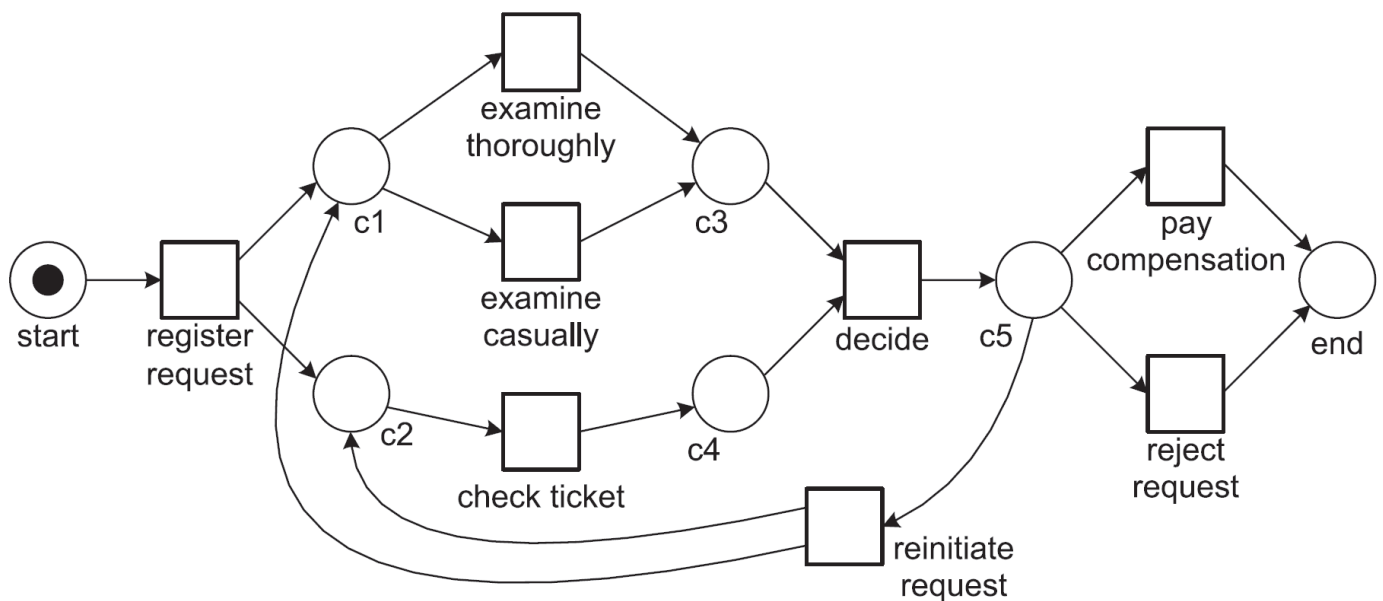 start
register
request
c1
c2
examine
thoroughly
examine
casually
check ticket
c3
c4
decide
c5
reinitiate
request
pay
compensation
reject
request
end